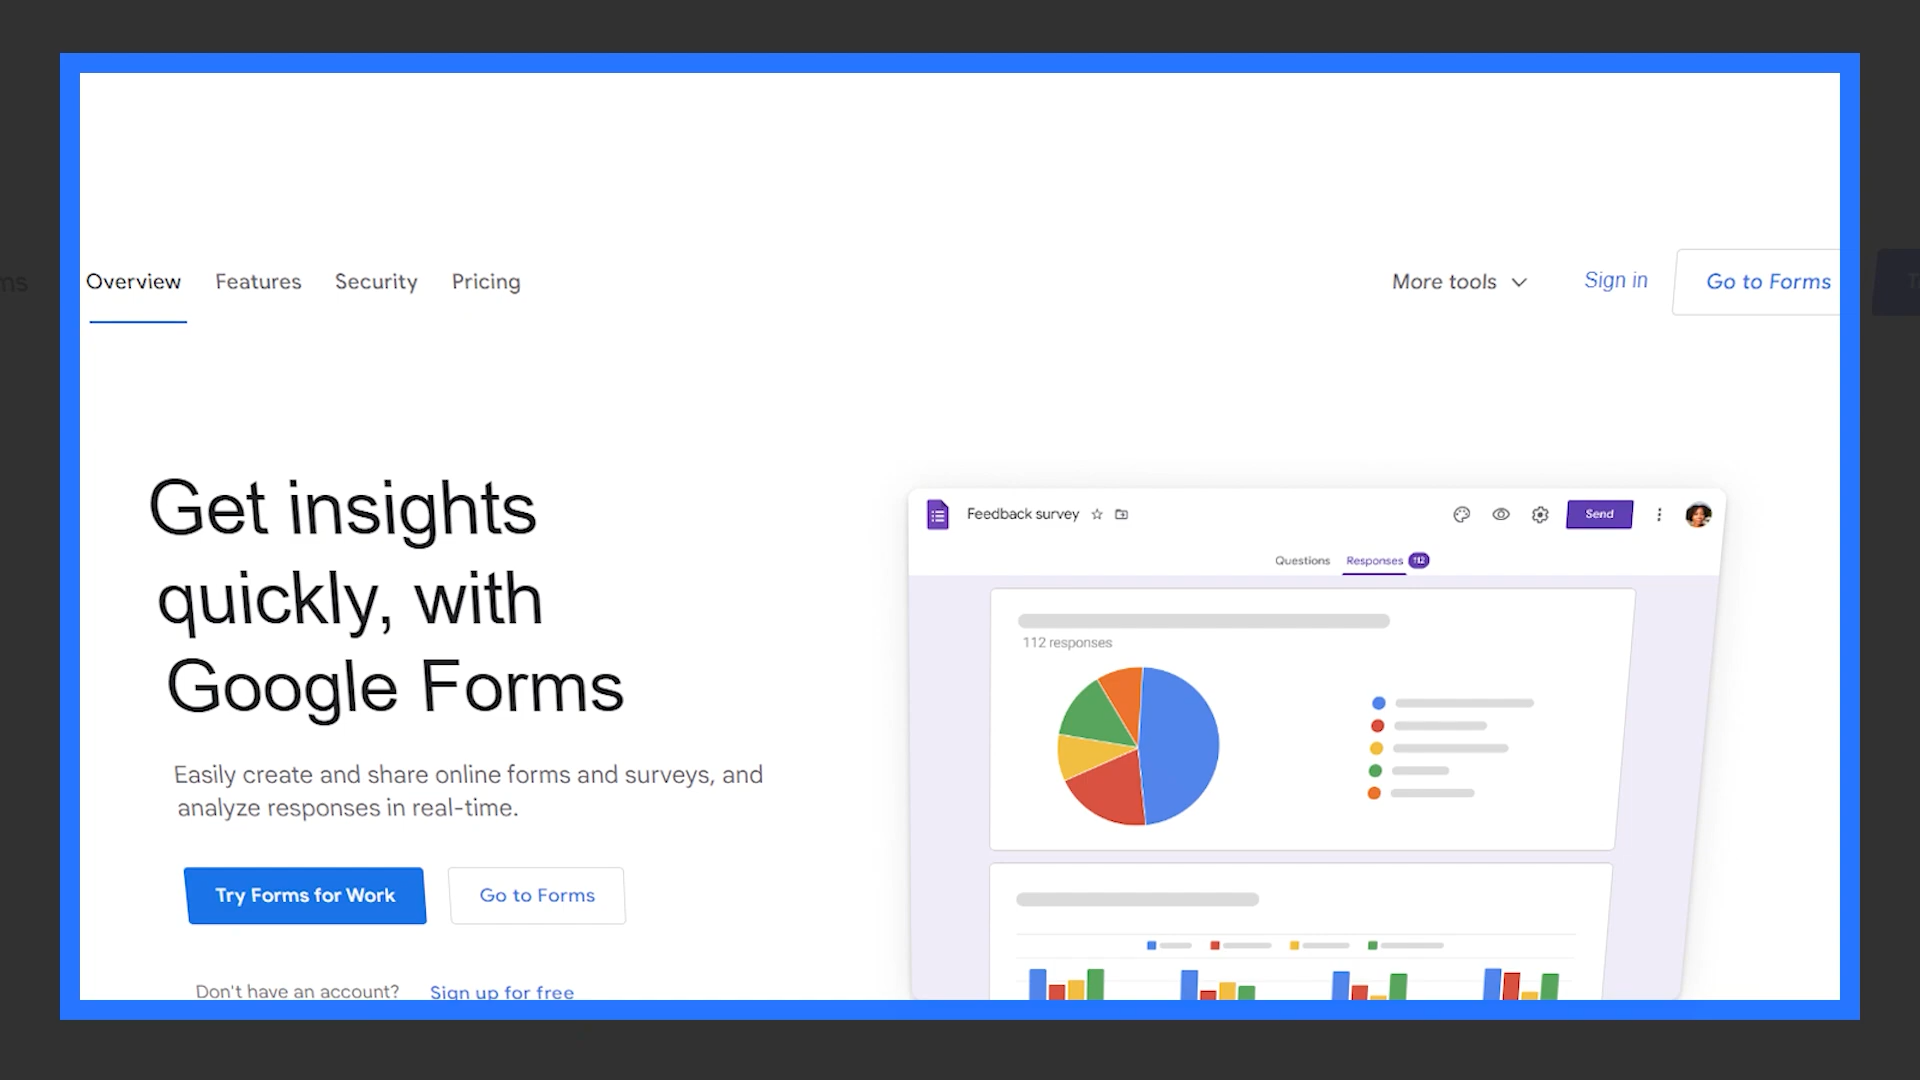 Overview Features Security Pricing More tools Sign in Go to Forms
Get insights
quickly, with
Google Forms
Easily create and share online forms and surveys, and
analyze responses in real-time.
Try Forms for Work Go to Forms
Don't have an account? Sign up for free
Feedback survey Send
Questions Responses 112
112 responses